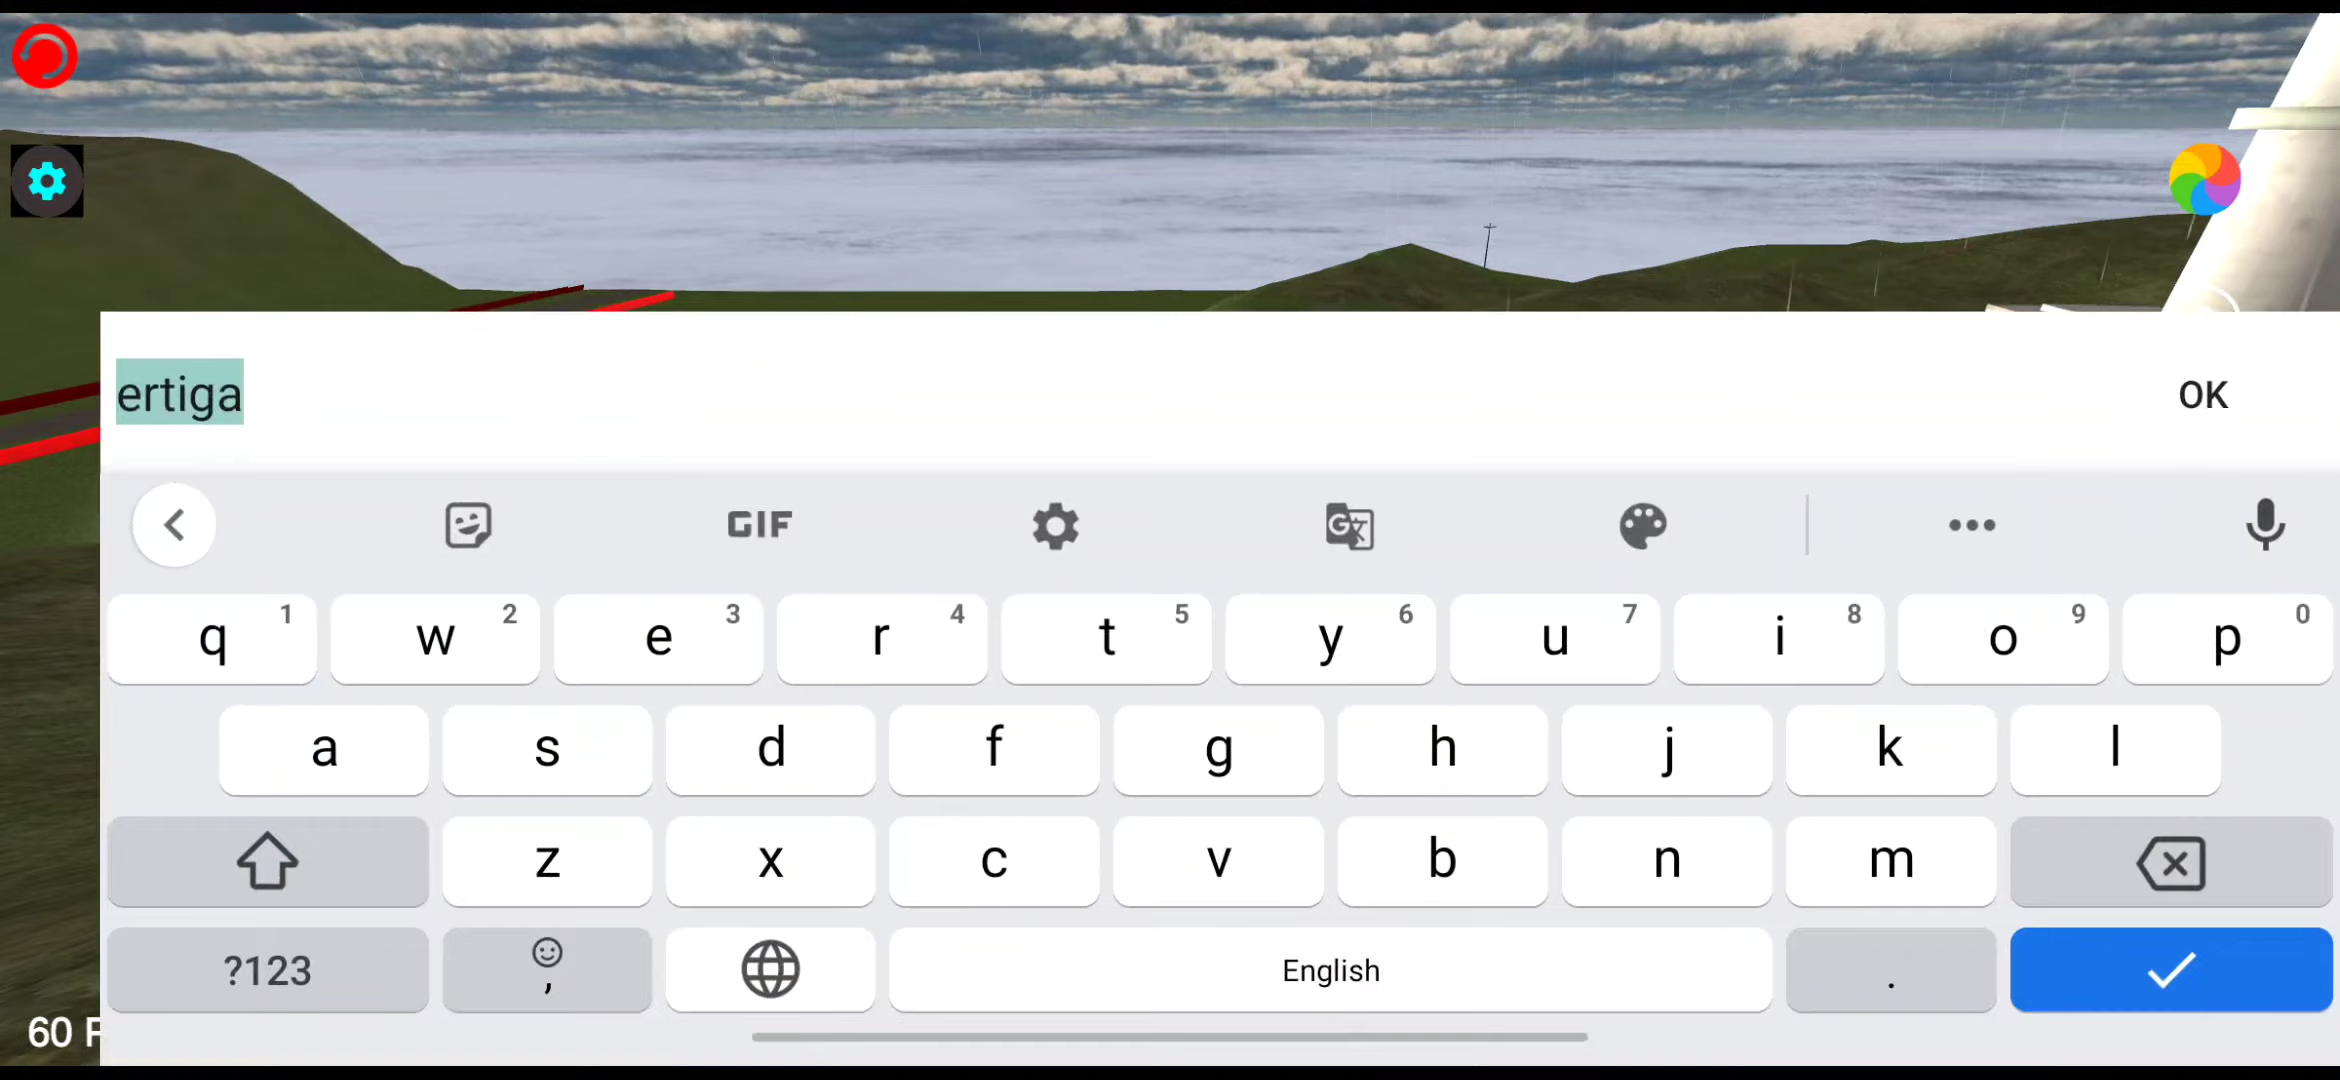 ertiga
OK
GIF
q 1 w 2 e 3 r 4 t 5 y 6 u 7 i 8 o 9 p 0
a s d f g h j k l
z x c v b n m
?123 , English .
60 F